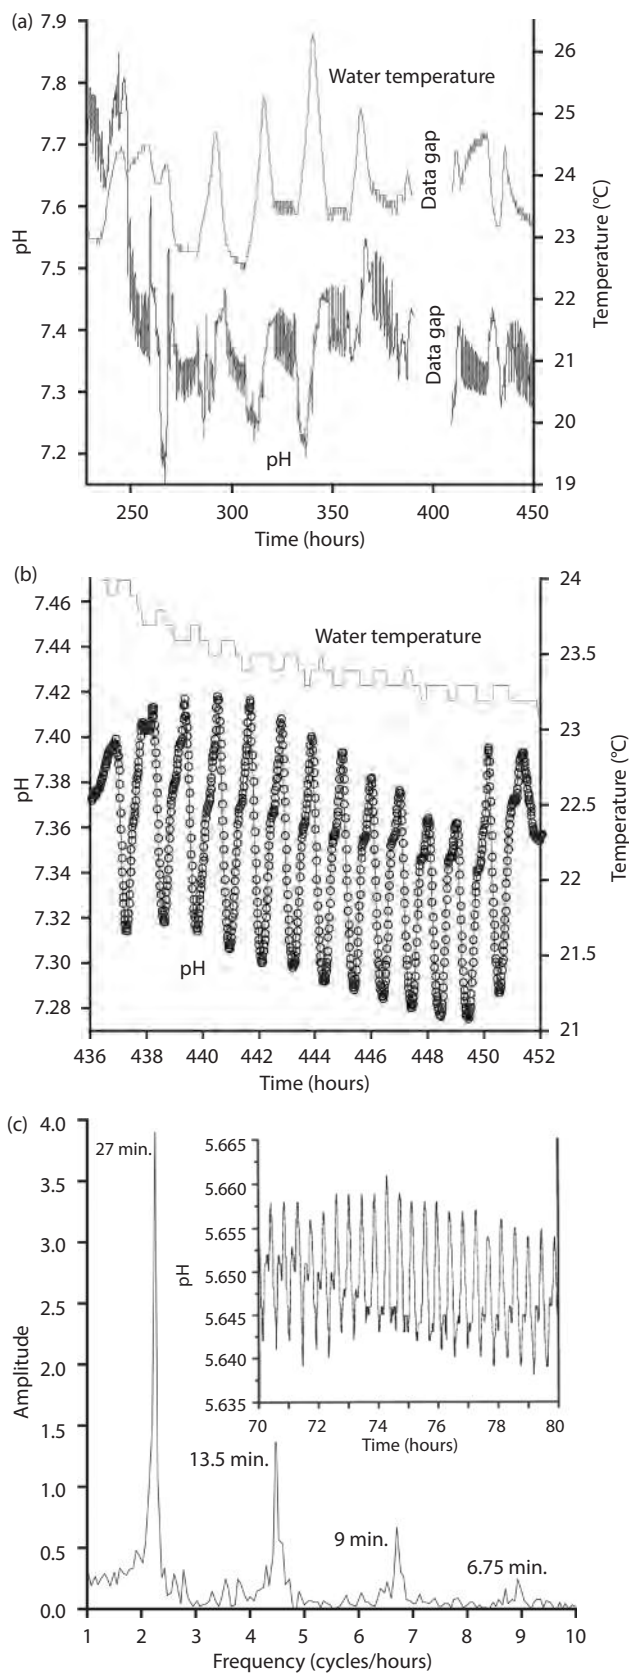 (a)
7.9
7.8
7.7
7.6
7.5
7.4
7.3
7.2
pH
26
25
24
23
22
21
20
19
Temperature (°C)
Water temperature
Data gap
Data gap
pH
250 300 350 400 450
Time (hours)
(b)
7.46
7.44
7.42
7.40
7.38
7.36
7.34
7.32
7.30
7.28
pH
24
23.5
23
22.5
22
21.5
21
Temperature (°C)
Water temperature
pH
436 438 440 442 444 446 448 450 452
Time (hours)
(c)
4.0
3.5
3.0
2.5
2.0
1.5
1.0
0.5
0.0
Amplitude
27 min.
5.665
5.660
5.655
5.650
5.645
5.640
5.635
pH
70 72 74 76 78 80
Time (hours)
13.5 min.
9 min.
6.75 min.
1 2 3 4 5 6 7 8 9 10
Frequency (cycles/hours)